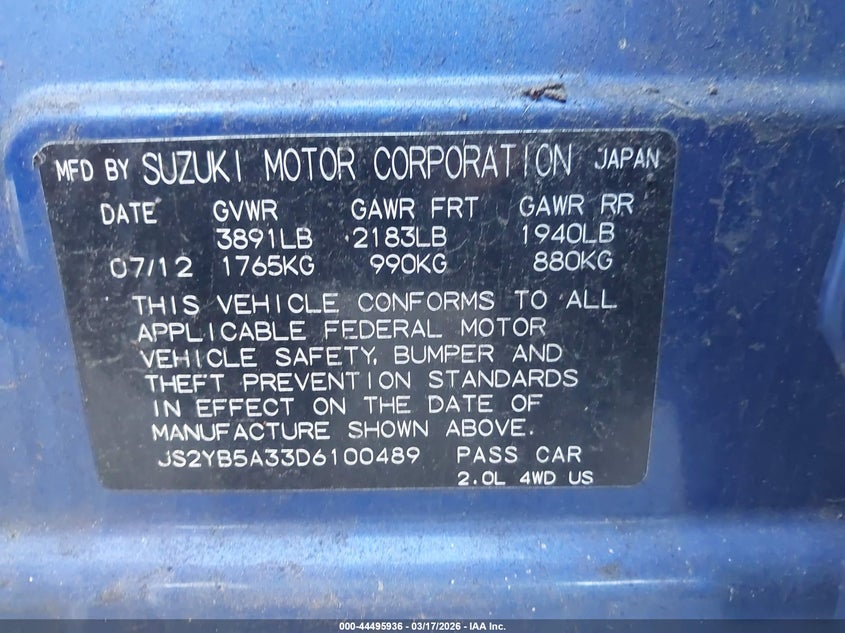 MFD BY SUZUKI MOTOR CORPORATION JAPAN
DATE GVWR GAWR FRT GAWR RR
3891LB 2183LB 1940LB
07/12 1765KG 990KG 880KG
THIS VEHICLE CONFORMS TO ALL
APPLICABLE FEDERAL MOTOR
VEHICLE SAFETY, BUMPER AND
THEFT PREVENTION STANDARDS
IN EFFECT ON THE DATE OF
MANUFACTURE SHOWN ABOVE.
JS2YB5A33D6100489 PASS CAR
2.0L 4WD US
000-44495936 - 03/17/2026 - IAA Inc.